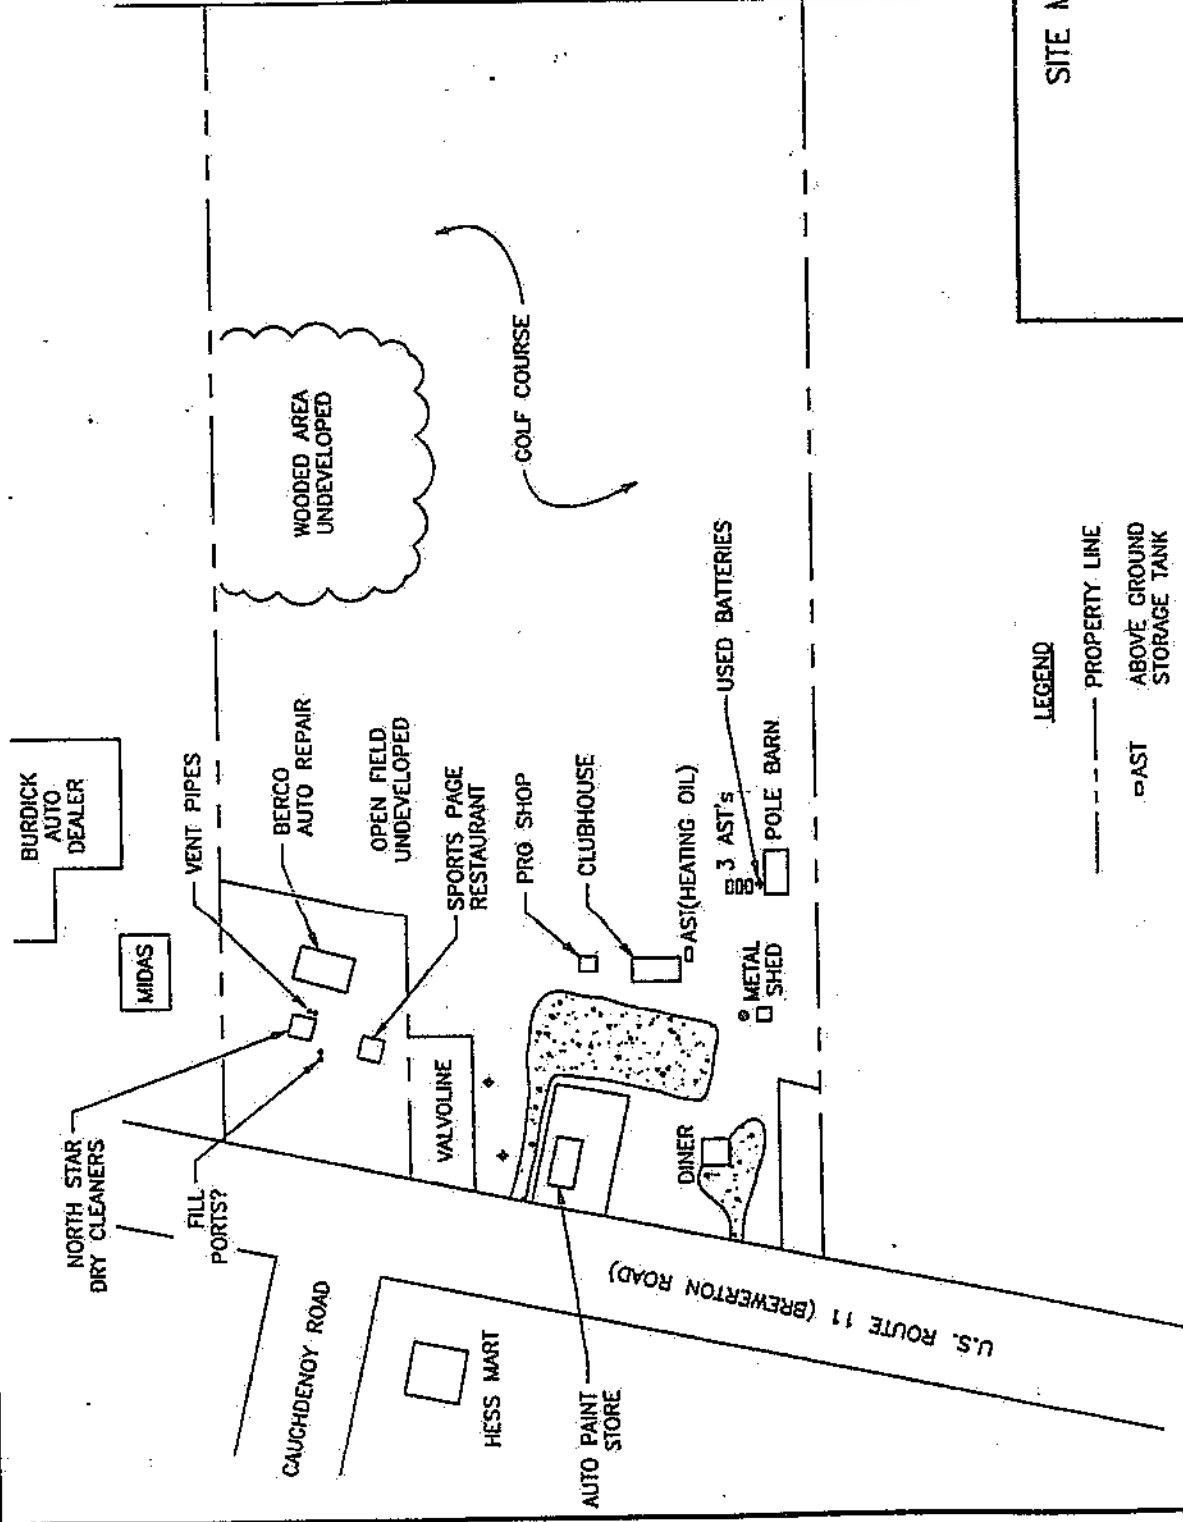 BURDICK
AUTO
DEALER
MIDAS
VENT PIPES
BERCO
AUTO REPAIR
NORTH STAR
DRY CLEANERS
FILL
PORTS?
OPEN FIELD
UNDEVELOPED
SPORTS PAGE
RESTAURANT
WOODED AREA
UNDEVELOPED
GOLF COURSE
VALVOLINE
PRO SHOP
CLUBHOUSE
AST(HEATING OIL)
3 AST's
USED BATTERIES
POLE BARN
METAL
SHED
DINER
CAUGHDENOY ROAD
HESS MART
AUTO PAINT
STORE
U.S. ROUTE 11 (BREWERTON ROAD)
LEGEND
PROPERTY LINE
AST ABOVE GROUND
STORAGE TANK
SITE